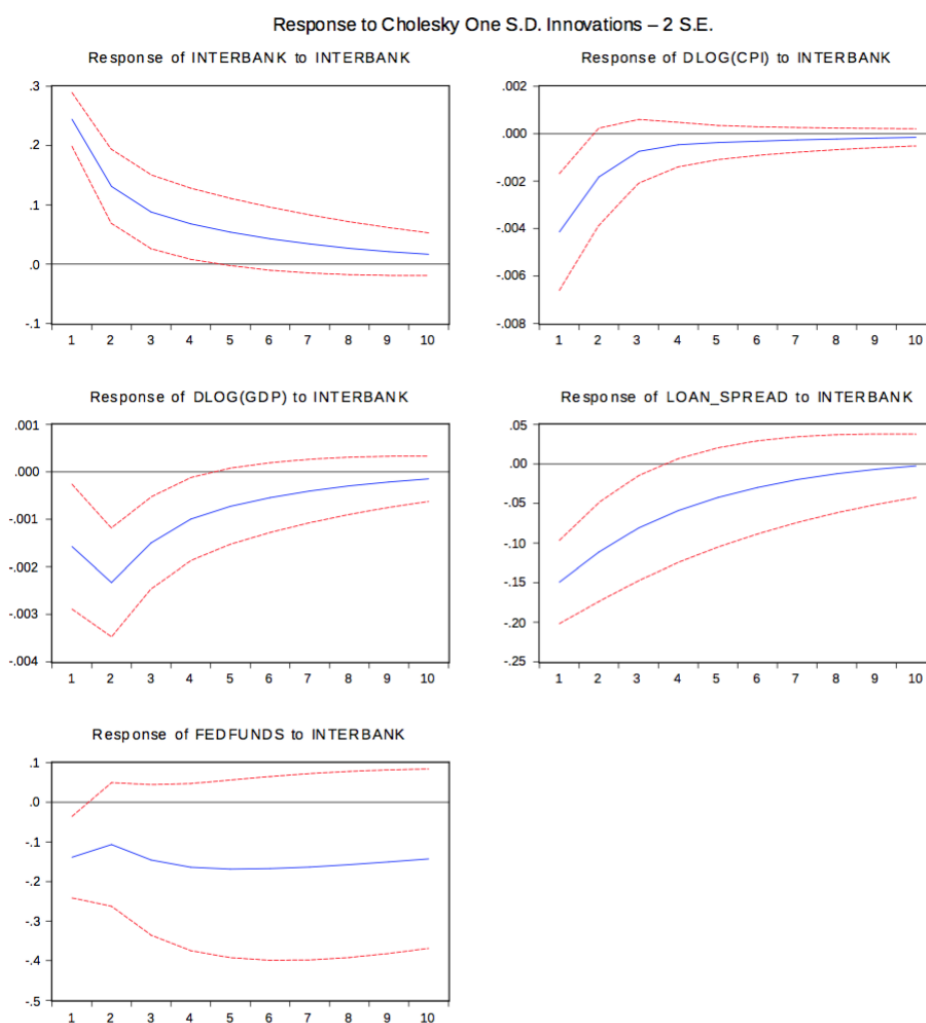 Response to Cholesky One S.D. Innovations – 2 S.E.
Response of INTERBANK to INTERBANK
.3
.2
.1
.0
-.1
1 2 3 4 5 6 7 8 9 10
Response of DLOG(CPI) to INTERBANK
.002
.000
-.002
-.004
-.006
-.008
1 2 3 4 5 6 7 8 9 10
Response of DLOG(GDP) to INTERBANK
.001
.000
-.001
-.002
-.003
-.004
1 2 3 4 5 6 7 8 9 10
Response of LOAN_SPREAD to INTERBANK
.05
.00
-.05
-.10
-.15
-.20
-.25
1 2 3 4 5 6 7 8 9 10
Response of FEDFUNDS to INTERBANK
.1
.0
-.1
-.2
-.3
-.4
-.5
1 2 3 4 5 6 7 8 9 10